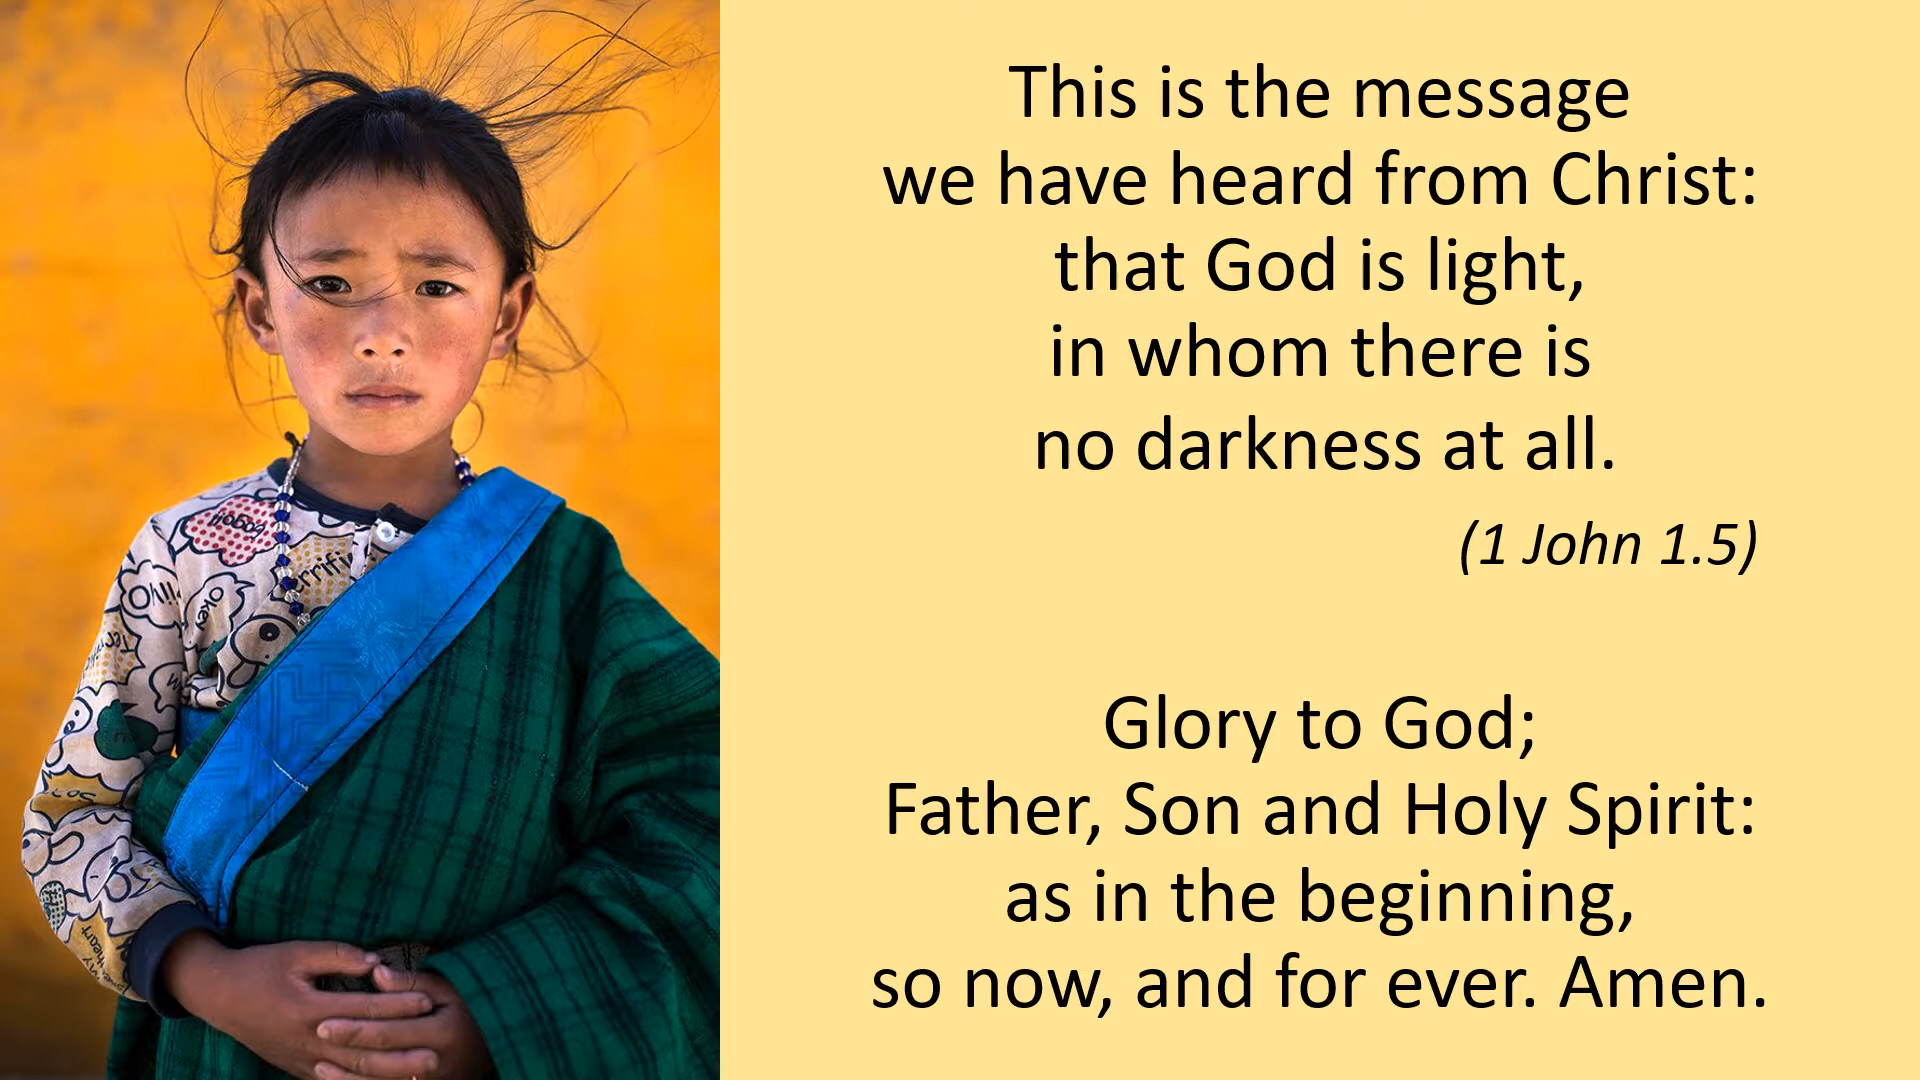 This is the message
we have heard from Christ:
that God is light,
in whom there is
no darkness at all.
(1 John 1.5)
Glory to God;
Father, Son and Holy Spirit:
as in the beginning,
so now, and for ever. Amen.
Okey